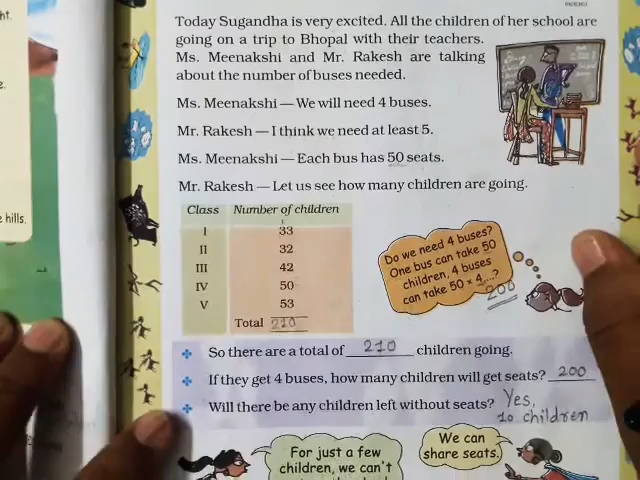 ht.
e.
e hills.
Today Sugandha is very excited. All the children of her school are
going on a trip to Bhopal with their teachers.
Ms. Meenakshi and Mr. Rakesh are talking
about the number of buses needed.
Ms. Meenakshi — We will need 4 buses.
Mr. Rakesh — I think we need at least 5.
Ms. Meenakshi — Each bus has 50 seats.
Mr. Rakesh — Let us see how many children are going.
Class Number of children
I 33
II 32
III 42
IV 50
V 53
Total 210
Do we need 4 buses?
One bus can take 50
children, 4 buses
can take 50 × 4...?
200
So there are a total of 210 children going.
If they get 4 buses, how many children will get seats? 200
Will there be any children left without seats? Yes,
10 children
For just a few
children, we can't
We can
share seats.